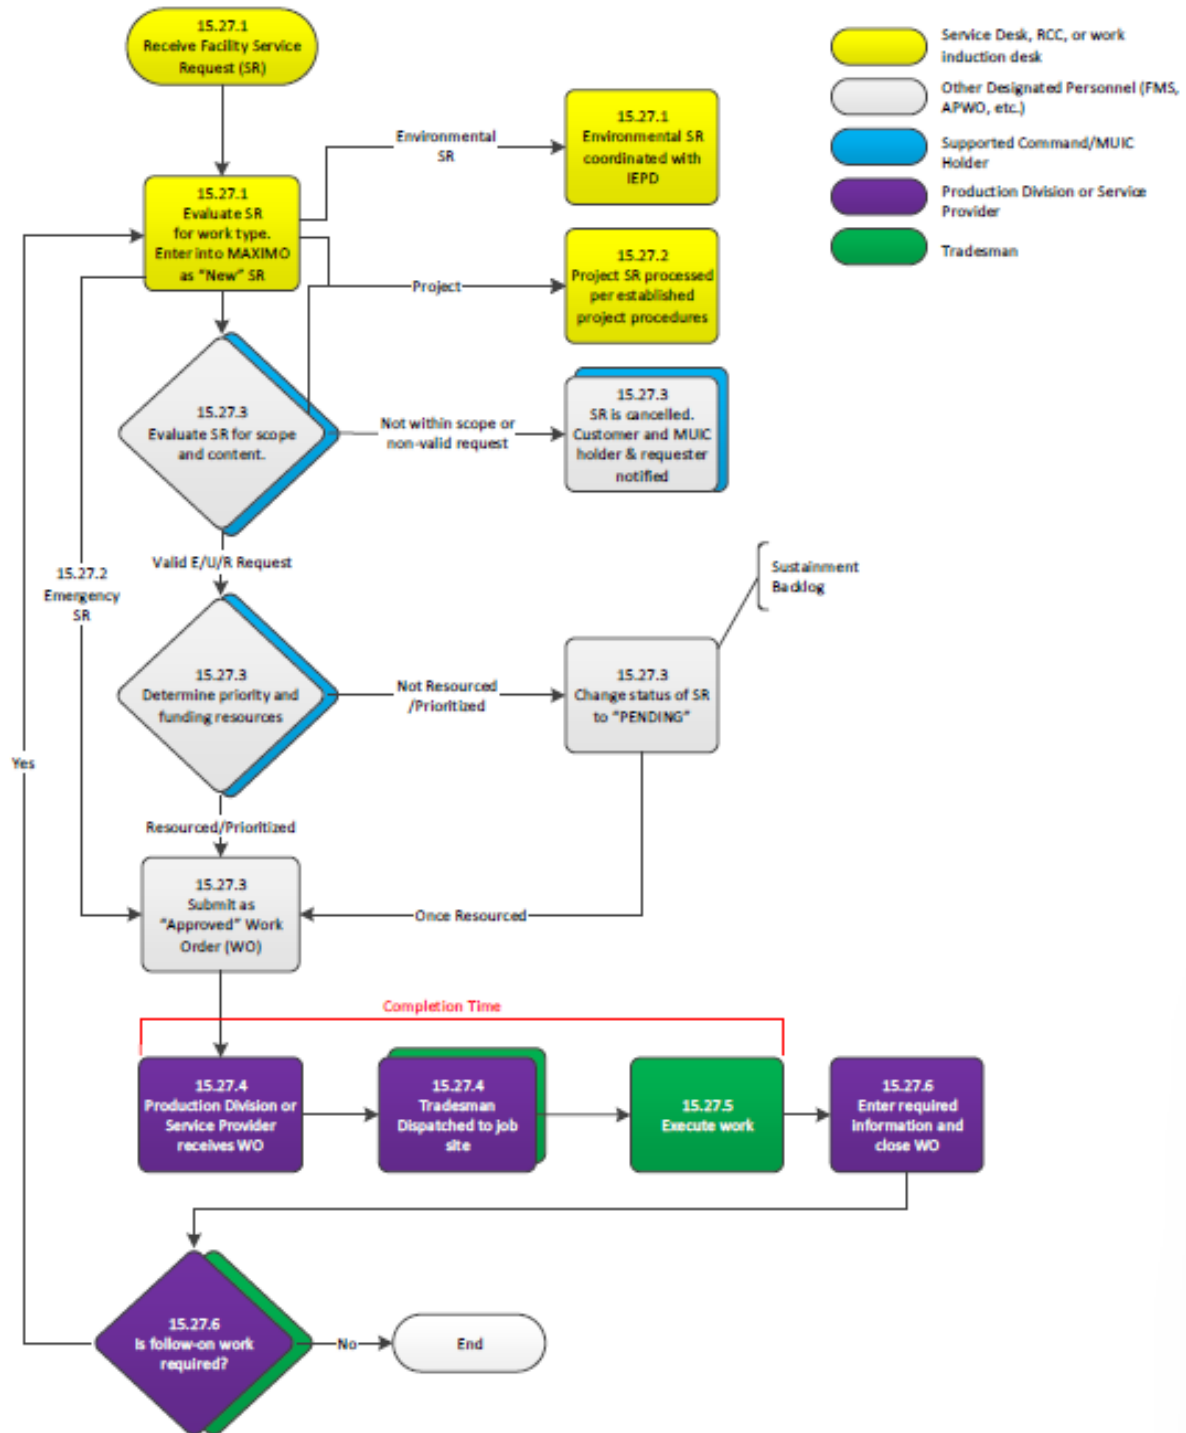 15.27.1
Receive Facility Service
Request (SR)
Service Desk, RCC, or work
induction desk
Other Designated Personnel (FMS,
APWO, etc.)
Supported Command/MUIC
Holder
Production Division or Service
Provider
Tradesman
15.27.1
Evaluate SR
for work type.
Enter into MAXIMO
as “New” SR
Environmental
SR
15.27.1
Environmental SR
coordinated with
IEPD
Project
15.27.2
Project SR processed
per established
project procedures
15.27.3
Evaluate SR for scope
and content.
Not within scope or
non-valid request
15.27.3
SR is cancelled.
Customer and MUIC
holder & requester
notified
Valid E/U/R Request
15.27.2
Emergency
SR
Sustainment
Backlog
15.27.3
Determine priority and
funding resources
Not Resourced
/Prioritized
15.27.3
Change status of SR
to “PENDING”
Yes
Resourced/Prioritized
15.27.3
Submit as
“Approved” Work
Order (WO)
Once Resourced
Completion Time
15.27.4
Production Division or
Service Provider
receives WO
15.27.4
Tradesman
Dispatched to job
site
15.27.5
Execute work
15.27.6
Enter required
information and
close WO
15.27.6
Is follow-on work
required?
No
End